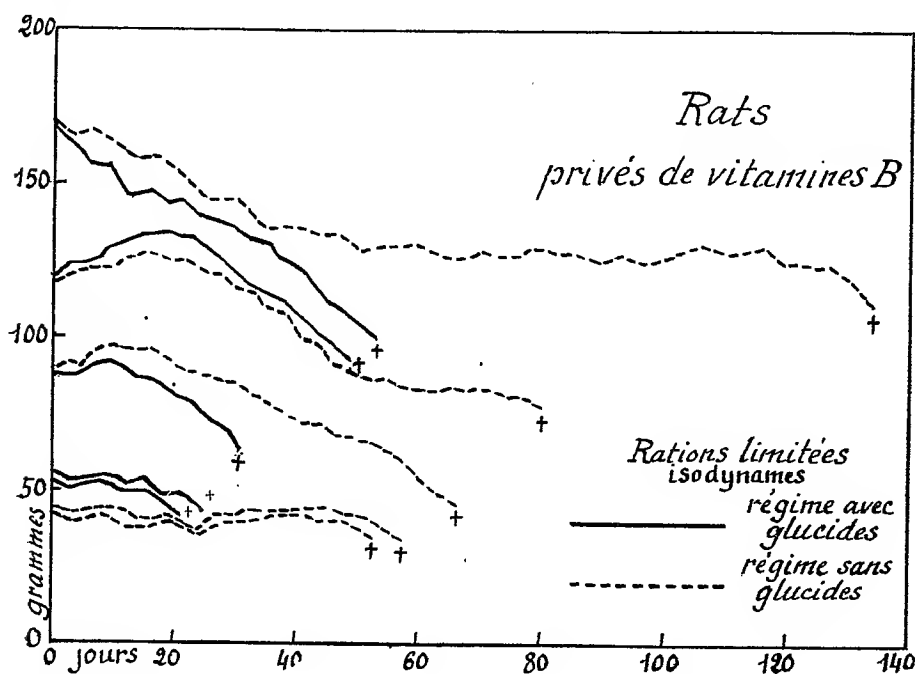 200
150
100
50
0
grammes
Rats
privés de vitamines B
Rations limitées
isodynames
régime avec
glucides
régime sans
glucides
0 jours 20 40 60 80 100 120 140